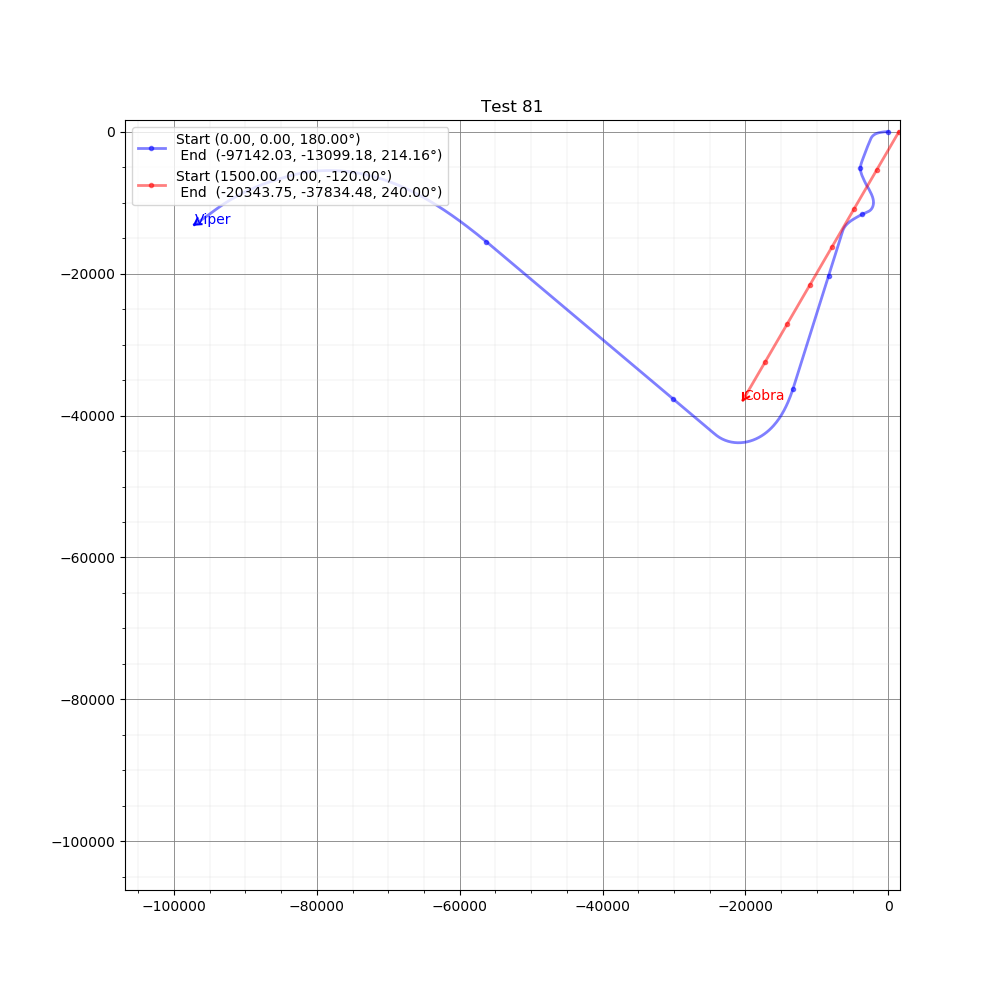 Test 81
Start (0.00, 0.00, 180.00°)
End (-97142.03, -13099.18, 214.16°)
Start (1500.00, 0.00, -120.00°)
End (-20343.75, -37834.48, 240.00°)
Viper
Cobra
0
−20000
−40000
−60000
−80000
−100000
−100000 −80000 −60000 −40000 −20000 0